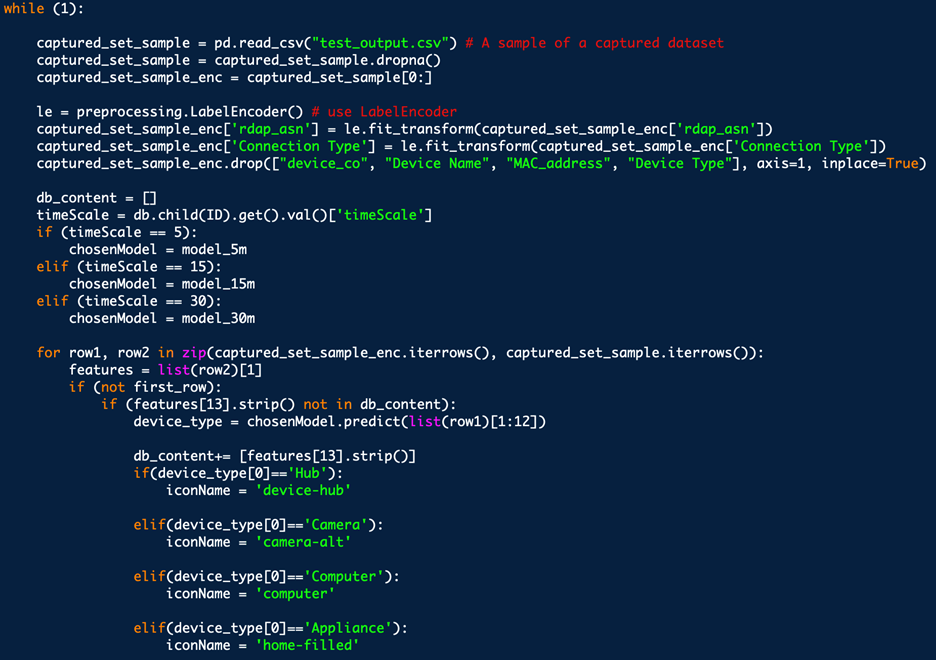 while (1):
captured_set_sample = pd.read_csv("test_output.csv") # A sample of a captured dataset
captured_set_sample = captured_set_sample.dropna()
captured_set_sample_enc = captured_set_sample[0:]
le = preprocessing.LabelEncoder() # use LabelEncoder
captured_set_sample_enc['rdap_asn'] = le.fit_transform(captured_set_sample_enc['rdap_asn'])
captured_set_sample_enc['Connection Type'] = le.fit_transform(captured_set_sample_enc['Connection Type'])
captured_set_sample_enc.drop(["device_co", "Device Name", "MAC_address", "Device Type"], axis=1, inplace=True)
db_content = []
timeScale = db.child(ID).get().val()['timeScale']
if (timeScale == 5):
chosenModel = model_5m
elif (timeScale == 15):
chosenModel = model_15m
elif (timeScale == 30):
chosenModel = model_30m
for row1, row2 in zip(captured_set_sample_enc.iterrows(), captured_set_sample.iterrows()):
features = list(row2)[1]
if (not first_row):
if (features[13].strip() not in db_content):
device_type = chosenModel.predict(list(row1)[1:12])
db_content+= [features[13].strip()]
if(device_type[0]=='Hub'):
iconName = 'device-hub'
elif(device_type[0]=='Camera'):
iconName = 'camera-alt'
elif(device_type[0]=='Computer'):
iconName = 'computer'
elif(device_type[0]=='Appliance'):
iconName = 'home-filled'